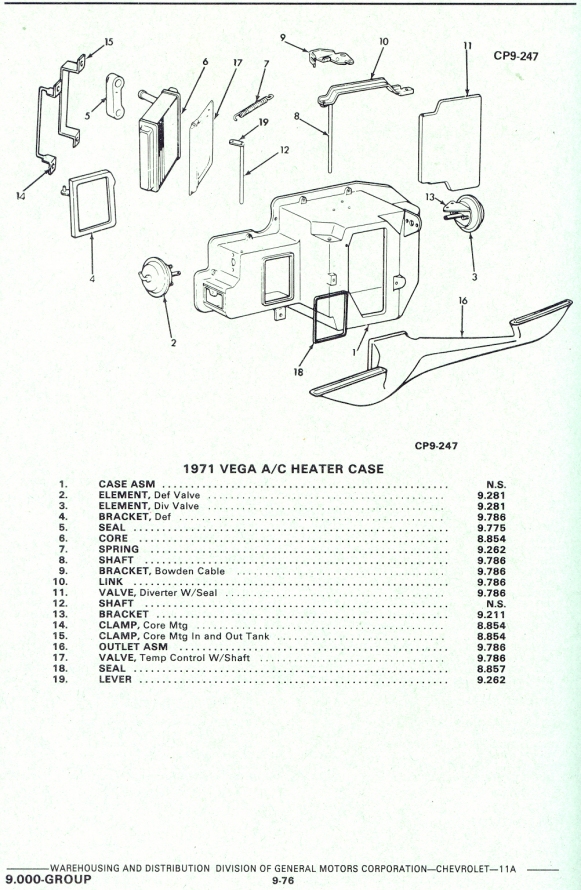 15
9
10
11
CP9-247
6
17
7
5
19
8
12
14
13
4
3
2
16
1
18
CP9-247
1971 VEGA A/C HEATER CASE
1. CASE ASM N.S.
2. ELEMENT, Def Valve 9.281
3. ELEMENT, Div Valve 9.281
4. BRACKET, Def 9.786
5. SEAL 9.775
6. CORE 8.854
7. SPRING 9.262
8. SHAFT 9.786
9. BRACKET, Bowden Cable 9.786
10. LINK 9.786
11. VALVE, Diverter W/Seal 9.786
12. SHAFT N.S.
13. BRACKET 9.211
14. CLAMP, Core Mtg 8.854
15. CLAMP, Core Mtg In and Out Tank 8.854
16. OUTLET ASM 9.786
17. VALVE, Temp Control W/Shaft 9.786
18. SEAL 8.857
19. LEVER 9.262
WAREHOUSING AND DISTRIBUTION DIVISION OF GENERAL MOTORS CORPORATION—CHEVROLET—11A
9.000-GROUP 9-76